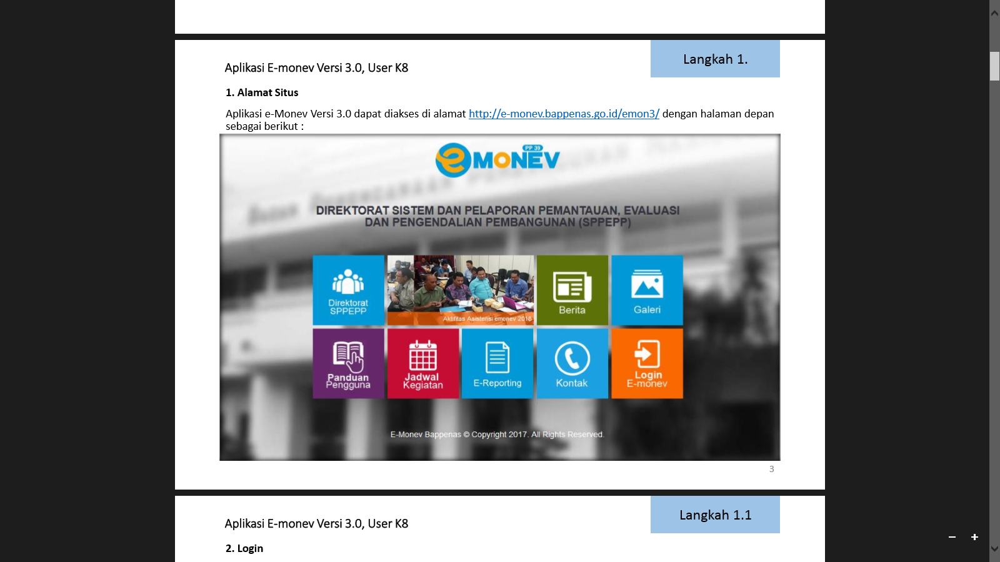 Langkah 1.
Aplikasi E-monev Versi 3.0, User K8
1. Alamat Situs
Aplikasi e-Monev Versi 3.0 dapat diakses di alamat http://e-monev.bappenas.go.id/emon3/ dengan halaman depan
sebagai berikut :
PP 39
e MONEV
DIREKTORAT SISTEM DAN PELAPORAN PEMANTAUAN, EVALUASI
DAN PENGENDALIAN PEMBANGUNAN (SPPEPP)
Direktorat
SPPEPP
Aktifitas Asistensi emonev 2016
Berita
Galeri
Panduan
Pengguna
Jadwal
Kegiatan
E-Reporting
Kontak
Login
E-monev
E-Monev Bappenas © Copyright 2017. All Rights Reserved.
3
Langkah 1.1
Aplikasi E-monev Versi 3.0, User K8
2. Login